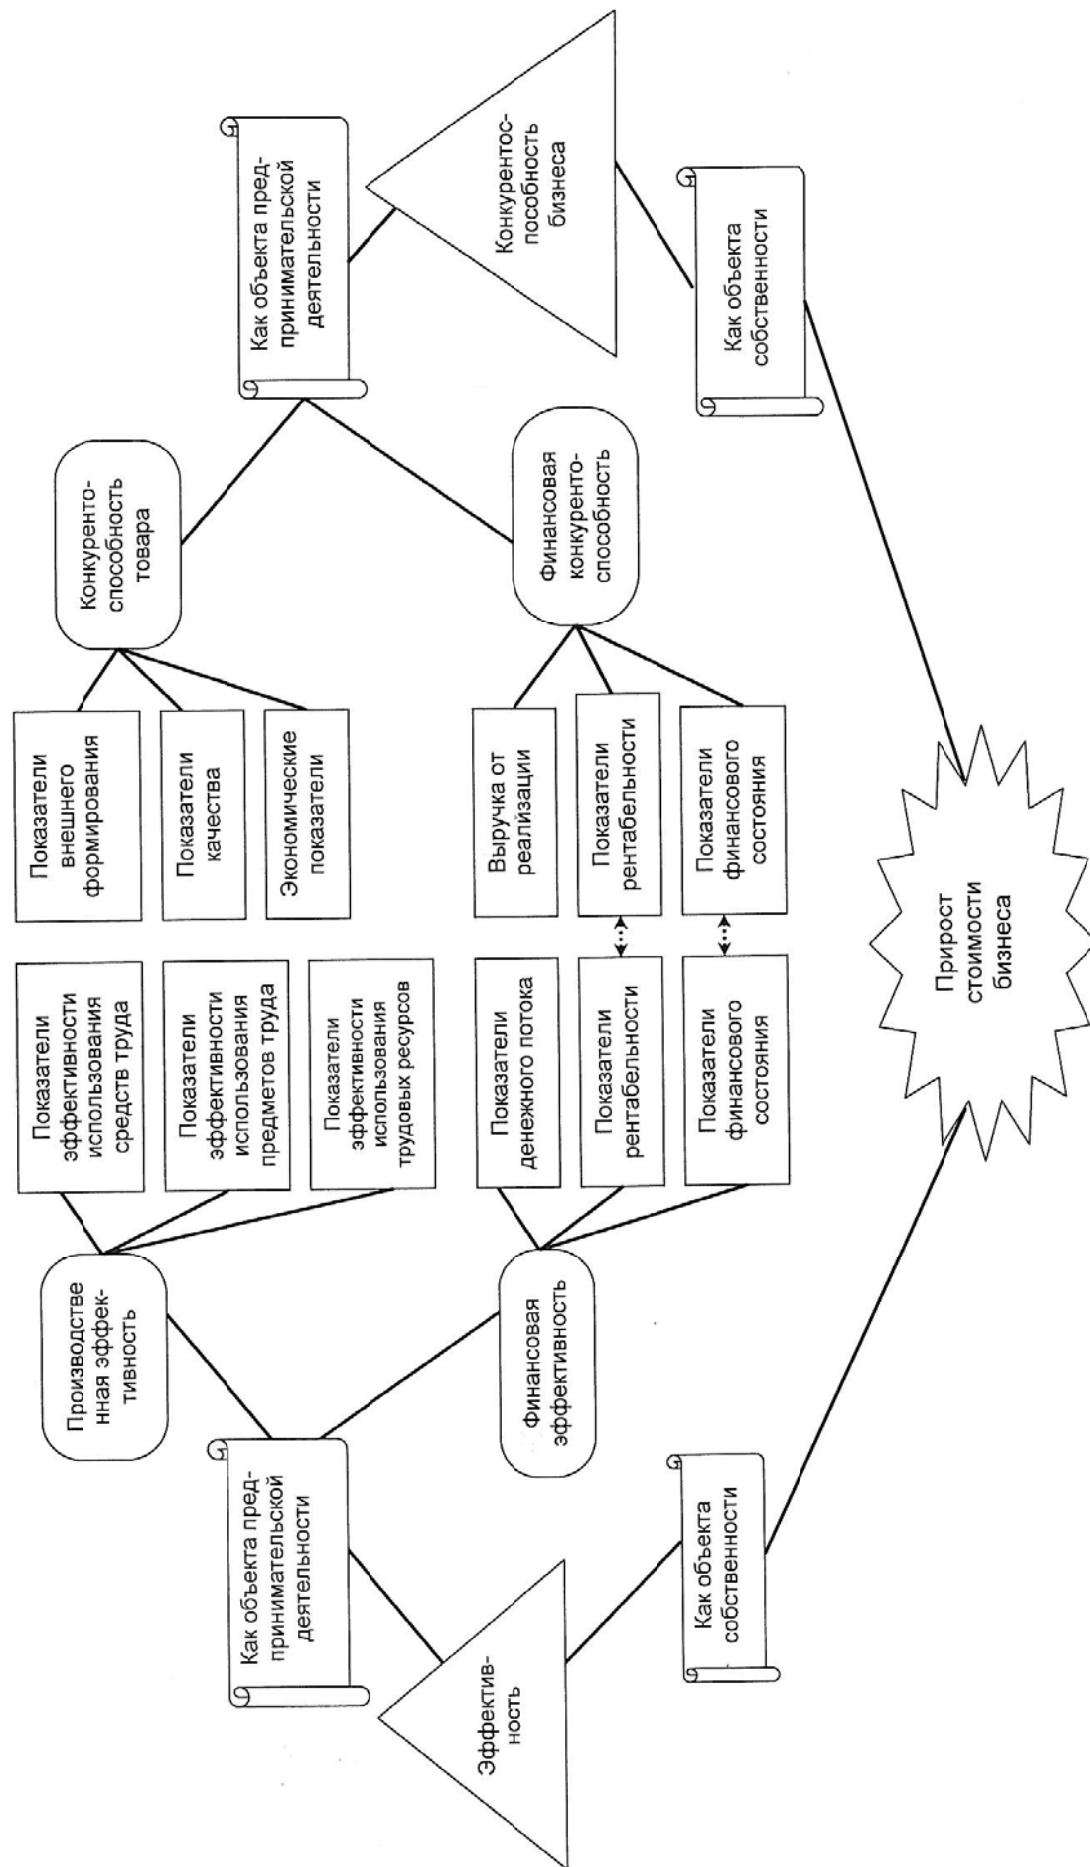 Производстве
нная эффек-
тивность
Показатели
эффективности
использования
средств труда
Показатели
эффективности
использования
предметов труда
Показатели
эффективности
использования
трудовых ресурсов
Показатели
внешнего
формирования
Показатели
качества
Экономические
показатели
Конкуренто-
способность
товара
Как объекта пред-
принимательской
деятельности
Как объекта пред-
принимательской
деятельности
Эффектив-
ность
Финансовая
эффективность
Показатели
денежного потока
Показатели
рентабельности
Показатели
финансового
состояния
Выручка от
реализации
Показатели
рентабельности
Показатели
финансового
состояния
Финансовая
конкуренто-
способность
Конкурентос-
пособность
бизнеса
Как объекта
собственности
Как объекта
собственности
Прирост
стоимости
бизнеса